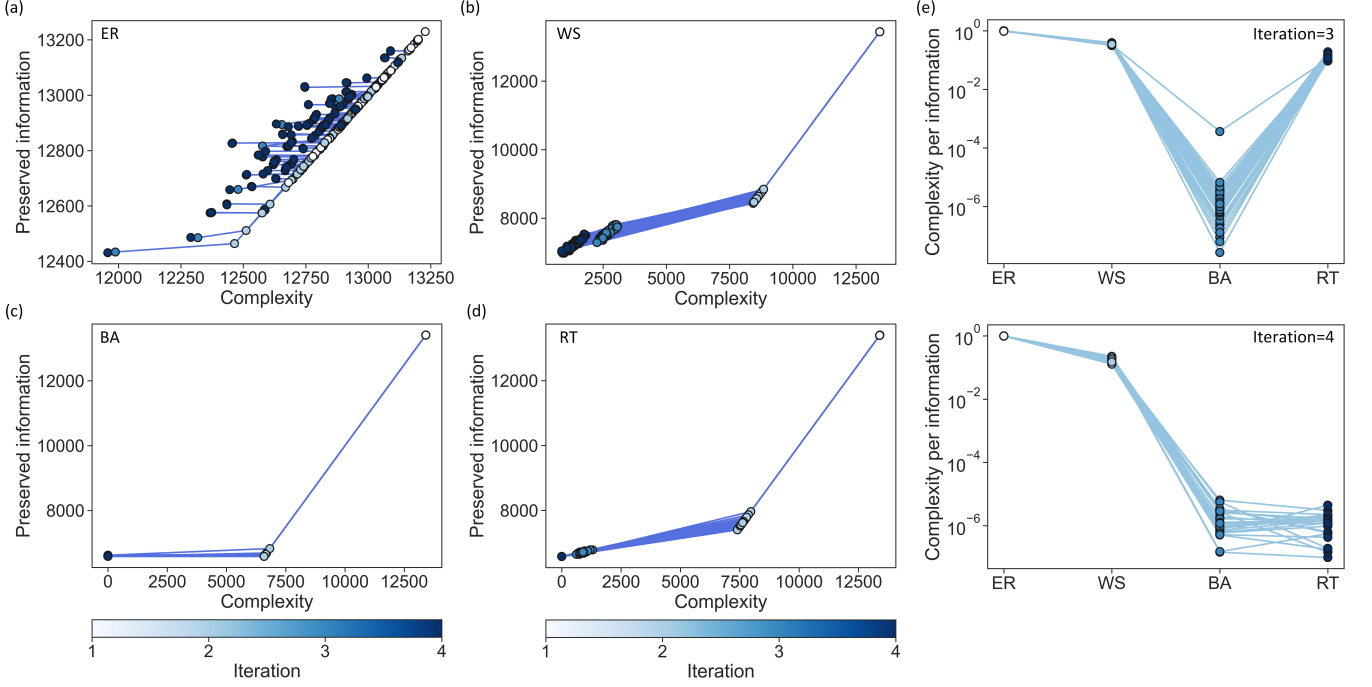 (a)
ER
Preserved information
13200
13000
12800
12600
12400
12000 12250 12500 12750 13000 13250
Complexity
(b)
WS
Preserved information
12000
10000
8000
2500 5000 7500 10000 12500
Complexity
(c)
BA
Preserved information
12000
10000
8000
0 2500 5000 7500 10000 12500
Complexity
1 2 3 4
Iteration
(d)
RT
Preserved information
12000
10000
8000
0 2500 5000 7500 10000 12500
Complexity
1 2 3 4
Iteration
(e)
Iteration=3
Complexity per information
10⁰
10⁻²
10⁻⁴
10⁻⁶
ER WS BA RT
Iteration=4
Complexity per information
10⁰
10⁻²
10⁻⁴
10⁻⁶
ER WS BA RT